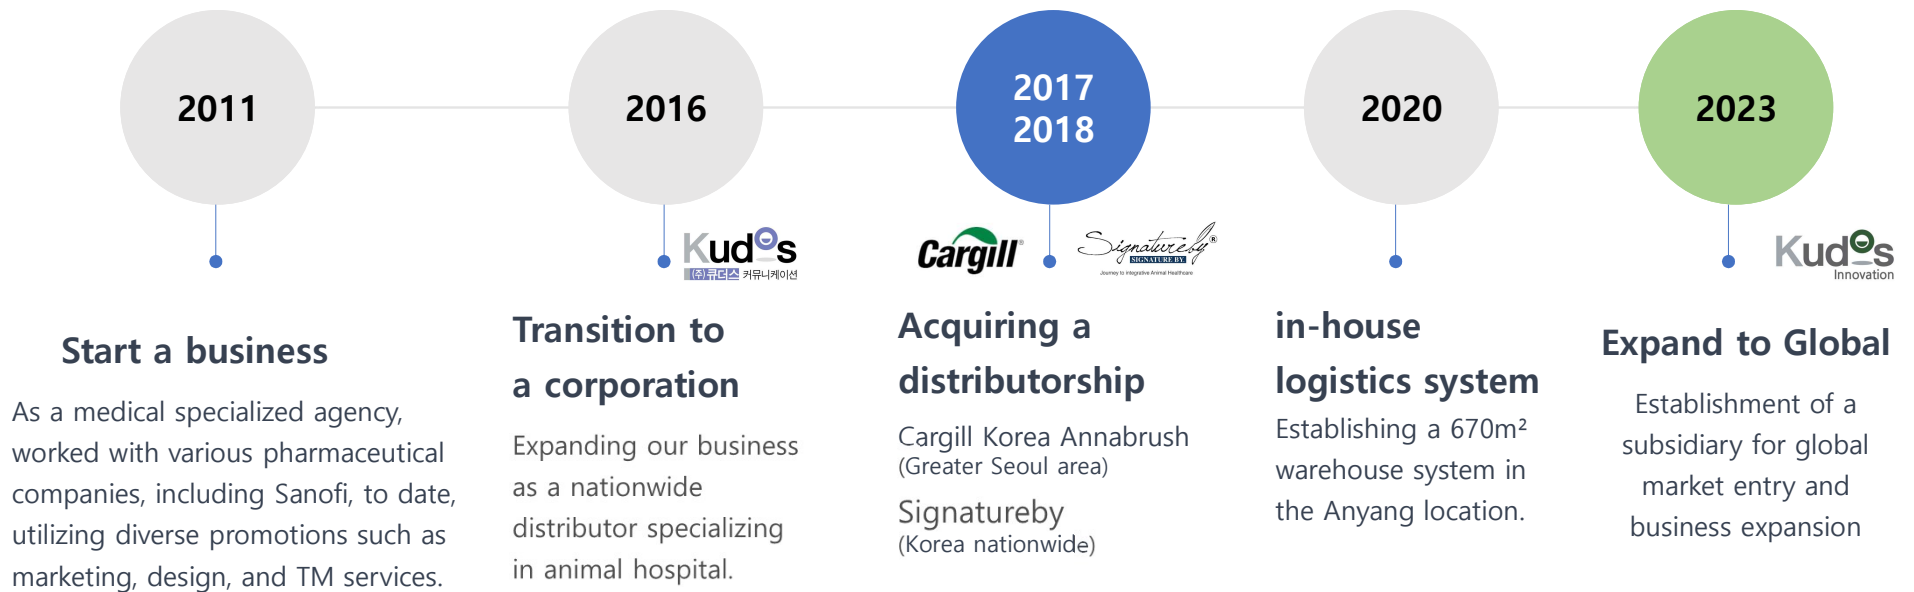 2011
Start a business
As a medical specialized agency,
worked with various pharmaceutical
companies, including Sanofi, to date,
utilizing diverse promotions such as
marketing, design, and TM services.
2016
Kudos
(주)큐더스 커뮤니케이션
Transition to
a corporation
Expanding our business
as a nationwide
distributor specializing
in animal hospital.
2017
2018
Cargill®
Signatureby®
SIGNATURE BY
Journey to Integrative Animal Healthcare
Acquiring a
distributorship
Cargill Korea Annabrush
(Greater Seoul area)
Signatureby
(Korea nationwide)
2020
in-house
logistics system
Establishing a 670m²
warehouse system in
the Anyang location.
2023
Kudos
Innovation
Expand to Global
Establishment of a
subsidiary for global
market entry and
business expansion